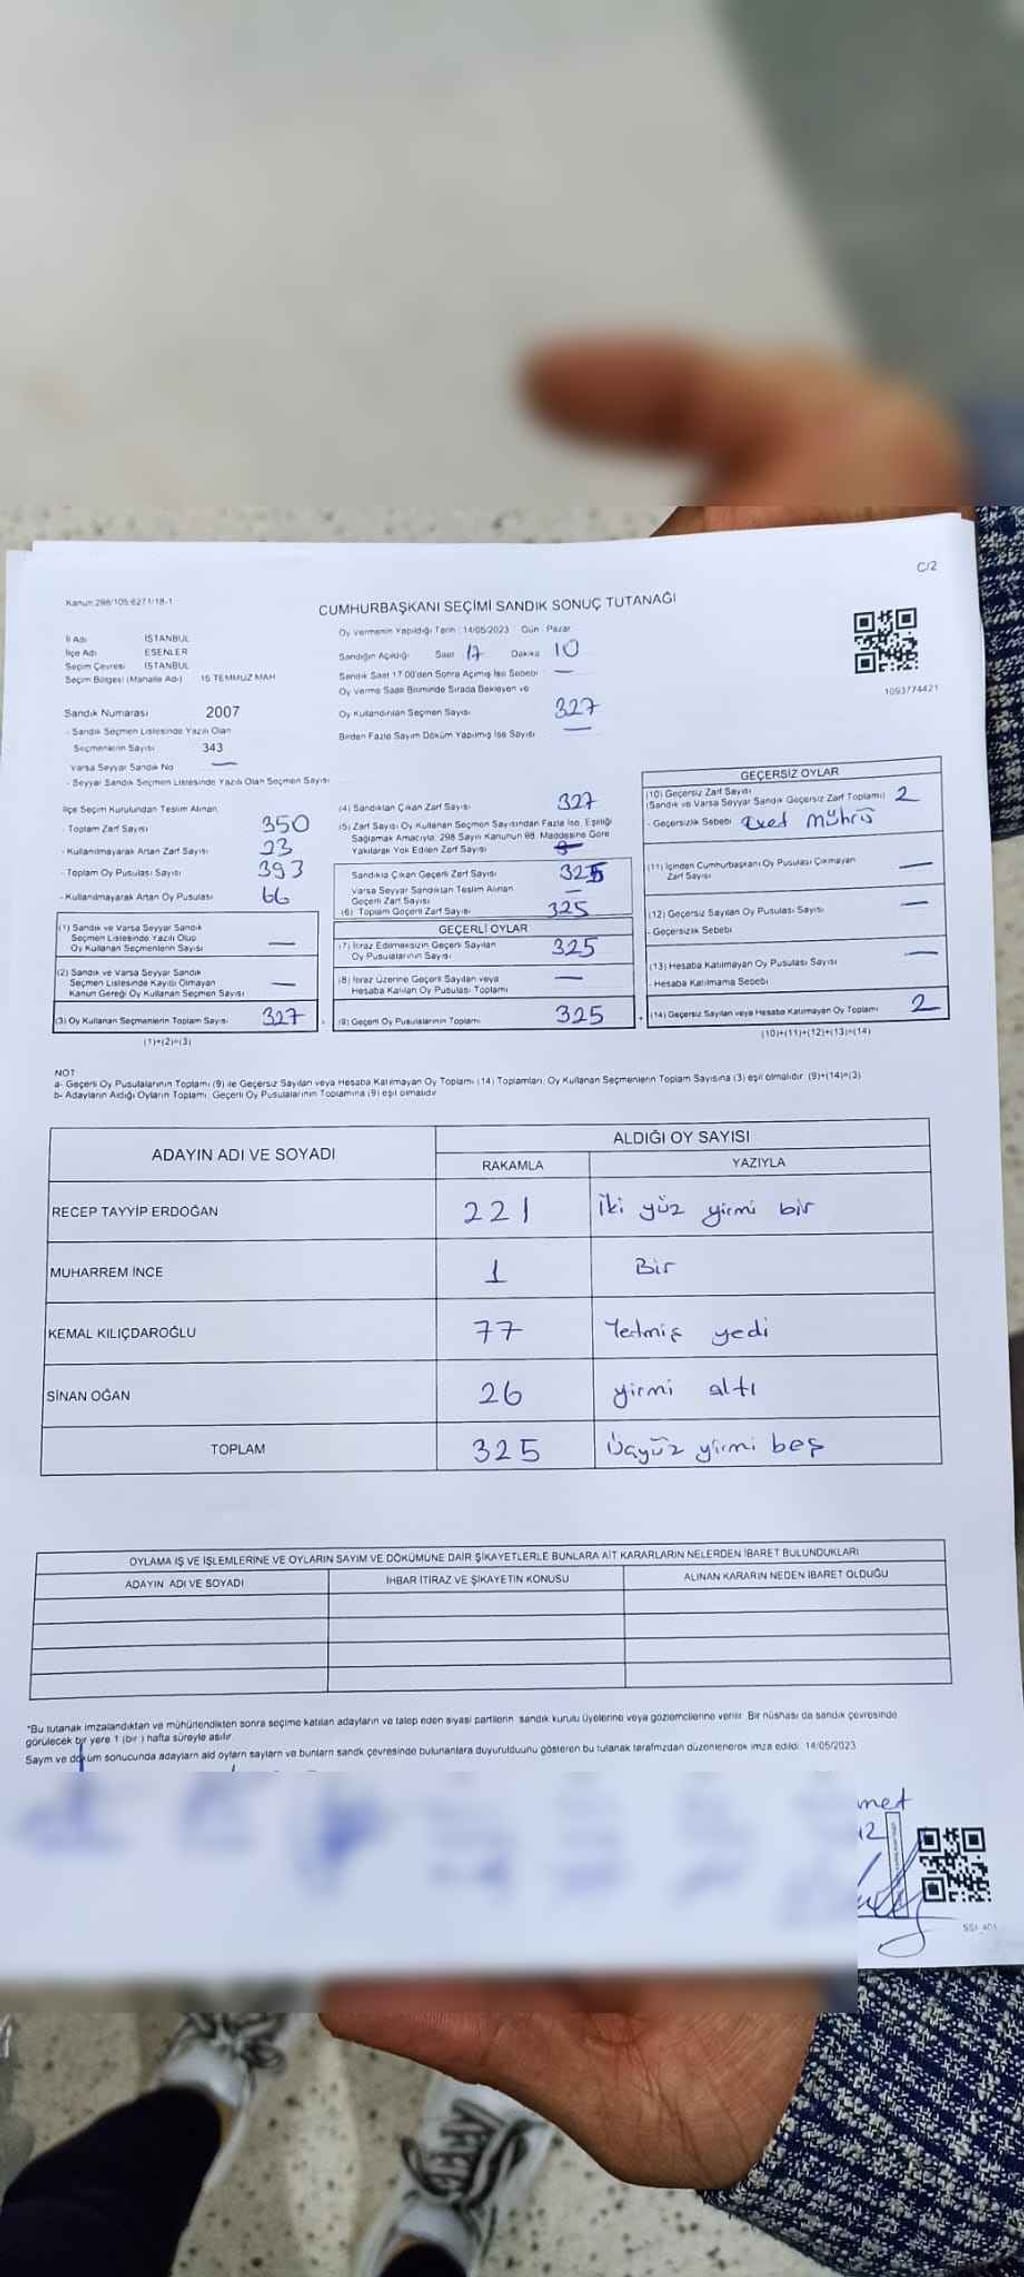 C/2
Kanun 298/105 6271/18-1
CUMHURBAŞKANI SEÇİMİ SANDIK SONUÇ TUTANAĞI
İl Adı İSTANBUL
İlçe Adı ESENLER
Seçim Çevresi İSTANBUL
Seçim Bölgesi (Mahalle Adı) 15 TEMMUZ MAH
Sandık Numarası 2007
- Sandık Seçmen Listesinde Yazılı Olan
Seçmenlerin Sayısı 343
Varsa Seyyar Sandık No —
- Seyyar Sandık Seçmen Listesinde Yazılı Olan Seçmen Sayısı
Oy Vermenin Yapıldığı Tarih : 14/05/2023 Gün : Pazar
Sandığın Açıldığı Saat 17 Dakika 10
Sandık Saat 17:00'den Sonra Açılmış İse Sebebi —
Oy Verme Saati Bitiminde Sırada Bekleyen ve
Oy Kullandırılan Seçmen Sayısı 327
Birden Fazla Sayım Döküm Yapılmış İse Sayısı —
1093774421
İlçe Seçim Kurulundan Teslim Alınan
- Toplam Zarf Sayısı 350
- Kullanılmayarak Artan Zarf Sayısı 23
- Toplam Oy Pusulası Sayısı 393
- Kullanılmayarak Artan Oy Pusulası 66
(1) Sandık ve Varsa Seyyar Sandık
Seçmen Listesinde Yazılı Olup
Oy Kullanan Seçmenlerin Sayısı —
(2) Sandık ve Varsa Seyyar Sandık
Seçmen Listesinde Kayıtlı Olmayan
Kanun Gereği Oy Kullanan Seçmen Sayısı —
(3) Oy Kullanan Seçmenlerin Toplam Sayısı 327
(1)+(2)=(3)
(4) Sandıktan Çıkan Zarf Sayısı 327
(5) Zarf Sayısı Oy Kullanan Seçmen Sayısından Fazla İse, Eşitliği
Sağlamak Amacıyla, 298 Sayılı Kanunun 98. Maddesine Göre
Yakılarak Yok Edilen Zarf Sayısı
Sandıkta Çıkan Geçerli Zarf Sayısı 325
Varsa Seyyar Sandıktan Teslim Alınan
Geçerli Zarf Sayısı —
(6) Toplam Geçerli Zarf Sayısı 325
GEÇERLİ OYLAR
(7) İtiraz Edilmeksizin Geçerli Sayılan
Oy Pusulalarının Sayısı 325
(8) İtiraz Üzerine Geçerli Sayılan veya
Hesaba Katılan Oy Pusulası Toplamı —
(9) Geçerli Oy Pusulalarının Toplamı 325
GEÇERSİZ OYLAR
(10) Geçersiz Zarf Sayısı
(Sandık ve Varsa Seyyar Sandık Geçersiz Zarf Toplamı) 2
- Geçersizlik Sebebi Evet mührü
(11) İçinden Cumhurbaşkanı Oy Pusulası Çıkmayan
Zarf Sayısı —
(12) Geçersiz Sayılan Oy Pusulası Sayısı —
- Geçersizlik Sebebi
(13) Hesaba Katılmayan Oy Pusulası Sayısı —
- Hesaba Katılmama Sebebi
(14) Geçersiz Sayılan veya Hesaba Katılmayan Oy Toplamı 2
(10)+(11)+(12)+(13)=(14)
NOT
a- Geçerli Oy Pusulalarının Toplamı (9) ile Geçersiz Sayılan veya Hesaba Katılmayan Oy Toplamı (14) Toplamları, Oy Kullanan Seçmenlerin Toplam Sayısına (3) eşit olmalıdır. (9)+(14)=(3)
b- Adayların Aldığı Oyların Toplamı, Geçerli Oy Pusulalarının Toplamına (9) eşit olmalıdır
ADAYIN ADI VE SOYADI
ALDIĞI OY SAYISI
RAKAMLA YAZIYLA
RECEP TAYYİP ERDOĞAN 221 İki yüz yirmi bir
MUHARREM İNCE 1 Bir
KEMAL KILIÇDAROĞLU 77 Yetmiş yedi
SİNAN OĞAN 26 yirmi altı
TOPLAM 325 Üçyüz yirmi beş
OYLAMA İŞ VE İŞLEMLERİNE VE OYLARIN SAYIM VE DÖKÜMÜNE DAİR ŞİKAYETLERLE BUNLARA AİT KARARLARIN NELERDEN İBARET BULUNDUKLARI
ADAYIN ADI VE SOYADI İHBAR İTİRAZ VE ŞİKAYETİN KONUSU ALINAN KARARIN NEDEN İBARET OLDUĞU
*Bu tutanak imzalandıktan ve mühürlendikten sonra seçime katılan adayların ve talep eden siyasi partilerin sandık kurulu üyelerine veya gözlemcilerine verilir. Bir nüshası da sandık çevresinde
görülecek bir yere 1 (bir) hafta süreyle asılır.
Sayım ve döküm sonucunda adayların aldı oyların sayıların ve bunların sandık çevresinde bulunanlara duyurulduunu gösteren bu tutanak tarafımzdan düzenlenerek imza edildi. 14/05/2023
met
12